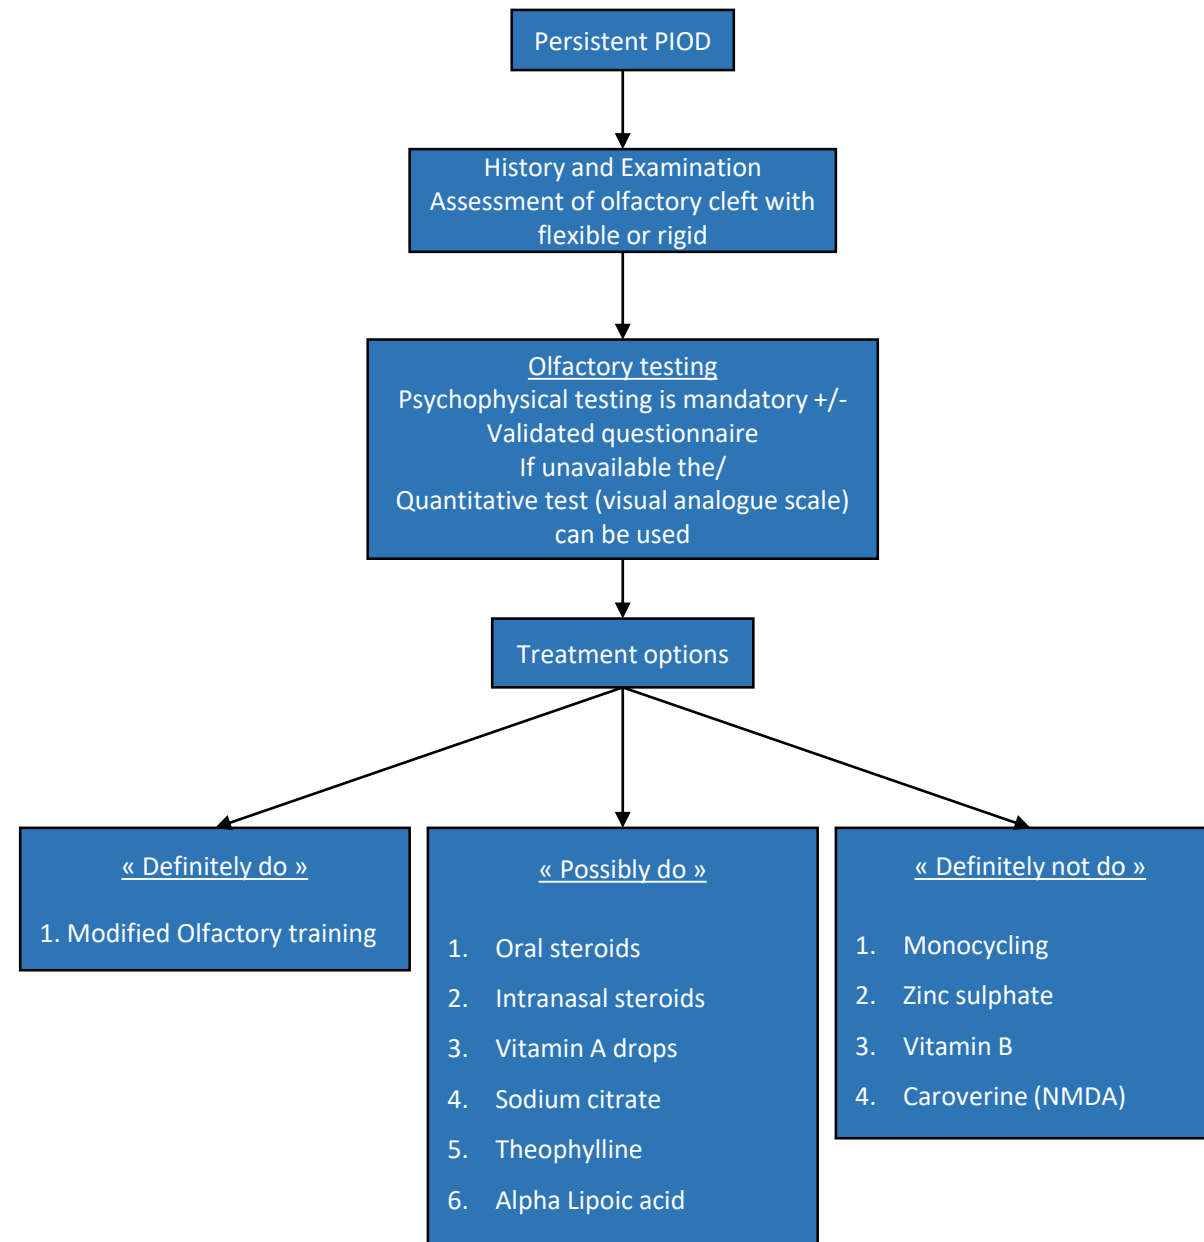 Persistent PIOD
History and Examination
Assessment of olfactory cleft with
flexible or rigid
Olfactory testing
Psychophysical testing is mandatory +/-
Validated questionnaire
If unavailable the/
Quantitative test (visual analogue scale)
can be used
Treatment options
« Definitely do »
1. Modified Olfactory training
« Possibly do »
1. Oral steroids
2. Intranasal steroids
3. Vitamin A drops
4. Sodium citrate
5. Theophylline
6. Alpha Lipoic acid
« Definitely not do »
1. Monocycling
2. Zinc sulphate
3. Vitamin B
4. Caroverine (NMDA)